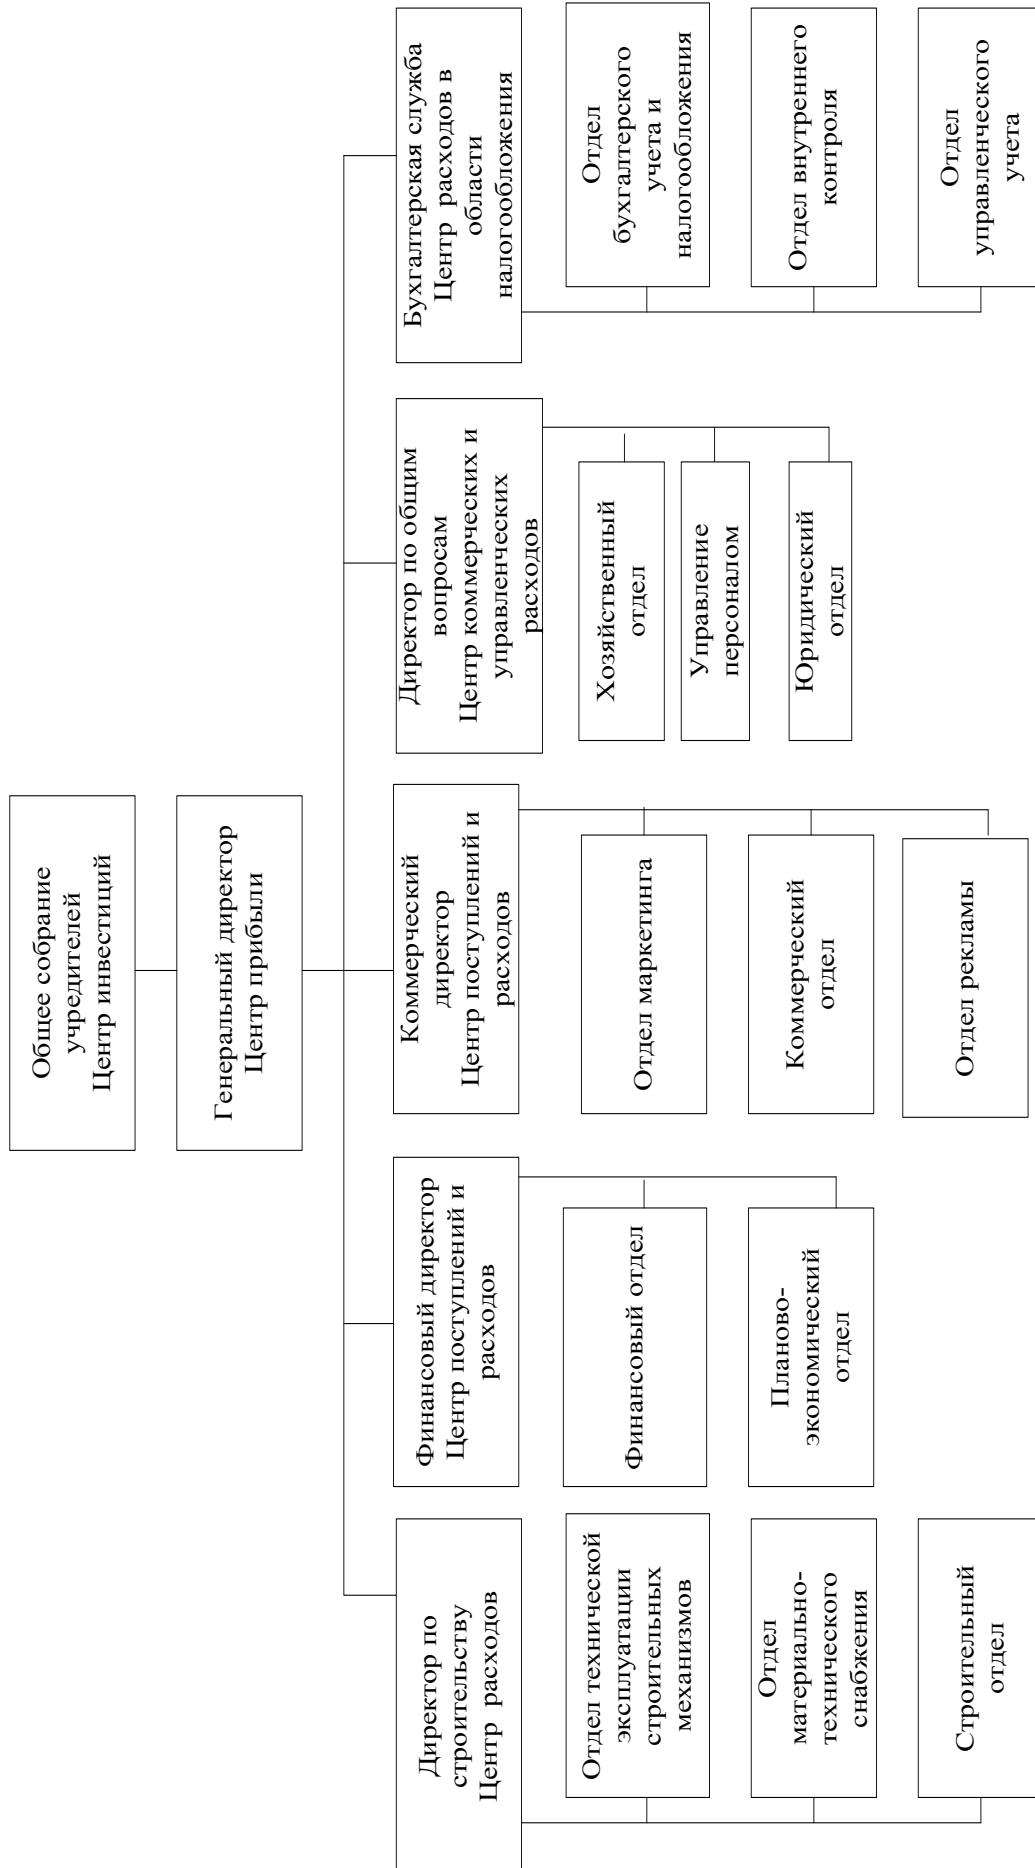 Общее собрание
учредителей
Центр инвестиций
Генеральный директор
Центр прибыли
Директор по
строительству
Центр расходов
Финансовый директор
Центр поступлений и
расходов
Коммерческий
директор
Центр поступлений и
расходов
Директор по общим
вопросам
Центр коммерческих и
управленческих
расходов
Бухгалтерская служба
Центр расходов в
области
налогообложения
Отдел технической
эксплуатации
строительных
механизмов
Отдел
материально-
технического
снабжения
Строительный
отдел
Финансовый отдел
Планово-
экономический
отдел
Отдел маркетинга
Коммерческий
отдел
Отдел рекламы
Хозяйственный
отдел
Управление
персоналом
Юридический
отдел
Отдел
бухгалтерского
учета и
налогообложения
Отдел внутреннего
контроля
Отдел
управленческого
учета